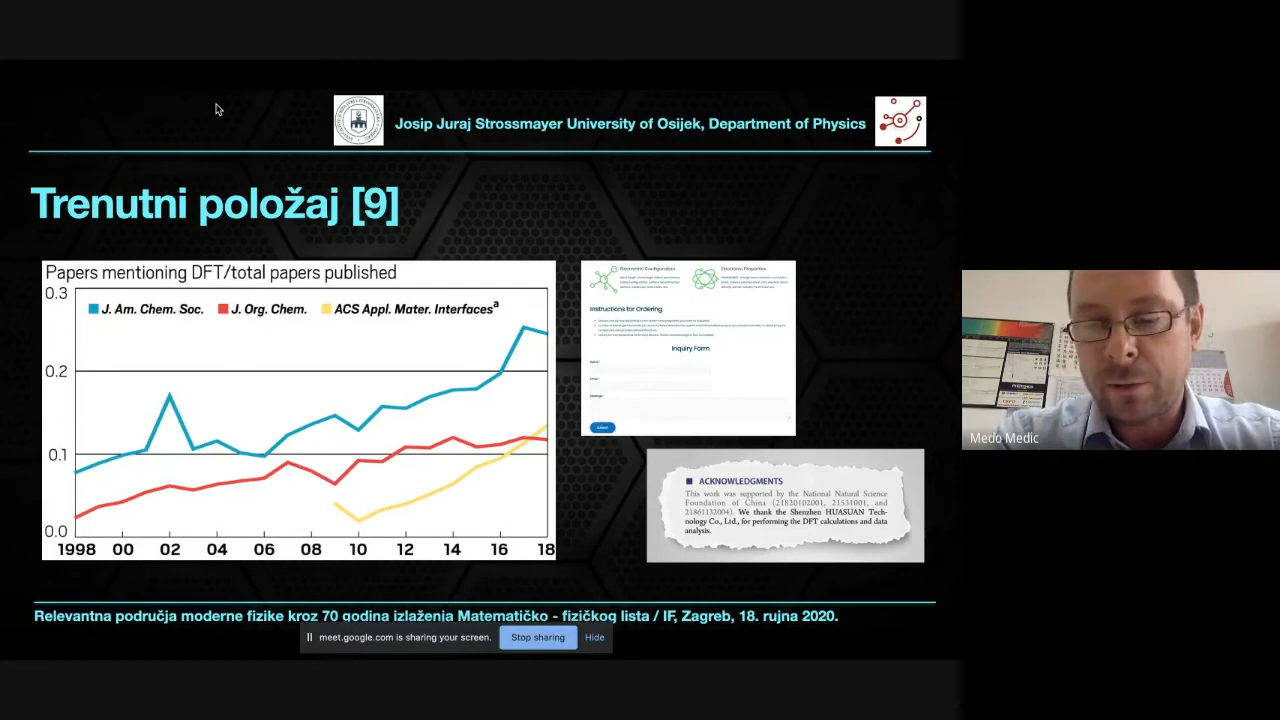 Josip Juraj Strossmayer University of Osijek, Department of Physics
Trenutni položaj [9]
Papers mentioning DFT/total papers published
0.3
J. Am. Chem. Soc. J. Org. Chem. ACS Appl. Mater. Interfacesª
0.2
0.1
0.0
1998 00 02 04 06 08 10 12 14 16 18
Geometric Configuration
Electronic Properties
Instructions for Ordering
Inquiry Form
ACKNOWLEDGMENTS
This work was supported by the National Natural Science
Foundation of China (21820102001, 21531001, and
21861132004). We thank the Shenzhen HUASUAN Tech-
nology Co., Ltd., for performing the DFT calculations and data
analysis.
Medo Medic
Relevantna područja moderne fizike kroz 70 godina izlaženja Matematičko - fizičkog lista / IF, Zagreb, 18. rujna 2020.
meet.google.com is sharing your screen. Stop sharing Hide